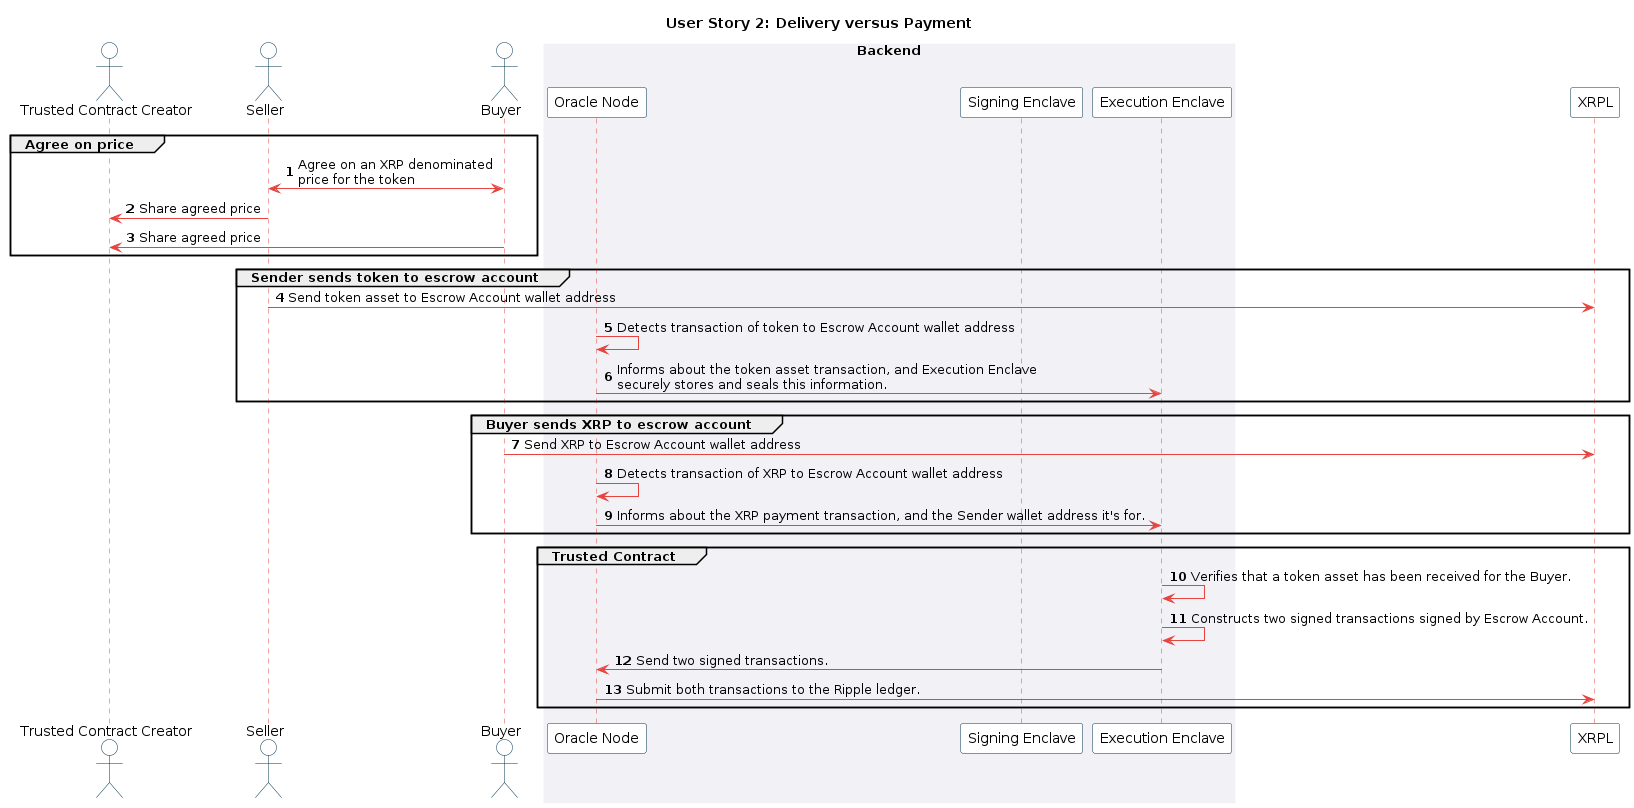 User Story 2: Delivery versus Payment
Backend
Trusted Contract Creator
Seller
Buyer
Oracle Node
Signing Enclave
Execution Enclave
XRPL
Agree on price
1 Agree on an XRP denominated
price for the token
2 Share agreed price
3 Share agreed price
Sender sends token to escrow account
4 Send token asset to Escrow Account wallet address
5 Detects transaction of token to Escrow Account wallet address
6 Informs about the token asset transaction, and Execution Enclave
securely stores and seals this information.
Buyer sends XRP to escrow account
7 Send XRP to Escrow Account wallet address
8 Detects transaction of XRP to Escrow Account wallet address
9 Informs about the XRP payment transaction, and the Sender wallet address it's for.
Trusted Contract
10 Verifies that a token asset has been received for the Buyer.
11 Constructs two signed transactions signed by Escrow Account.
12 Send two signed transactions.
13 Submit both transactions to the Ripple ledger.
Trusted Contract Creator
Seller
Buyer
Oracle Node
Signing Enclave
Execution Enclave
XRPL